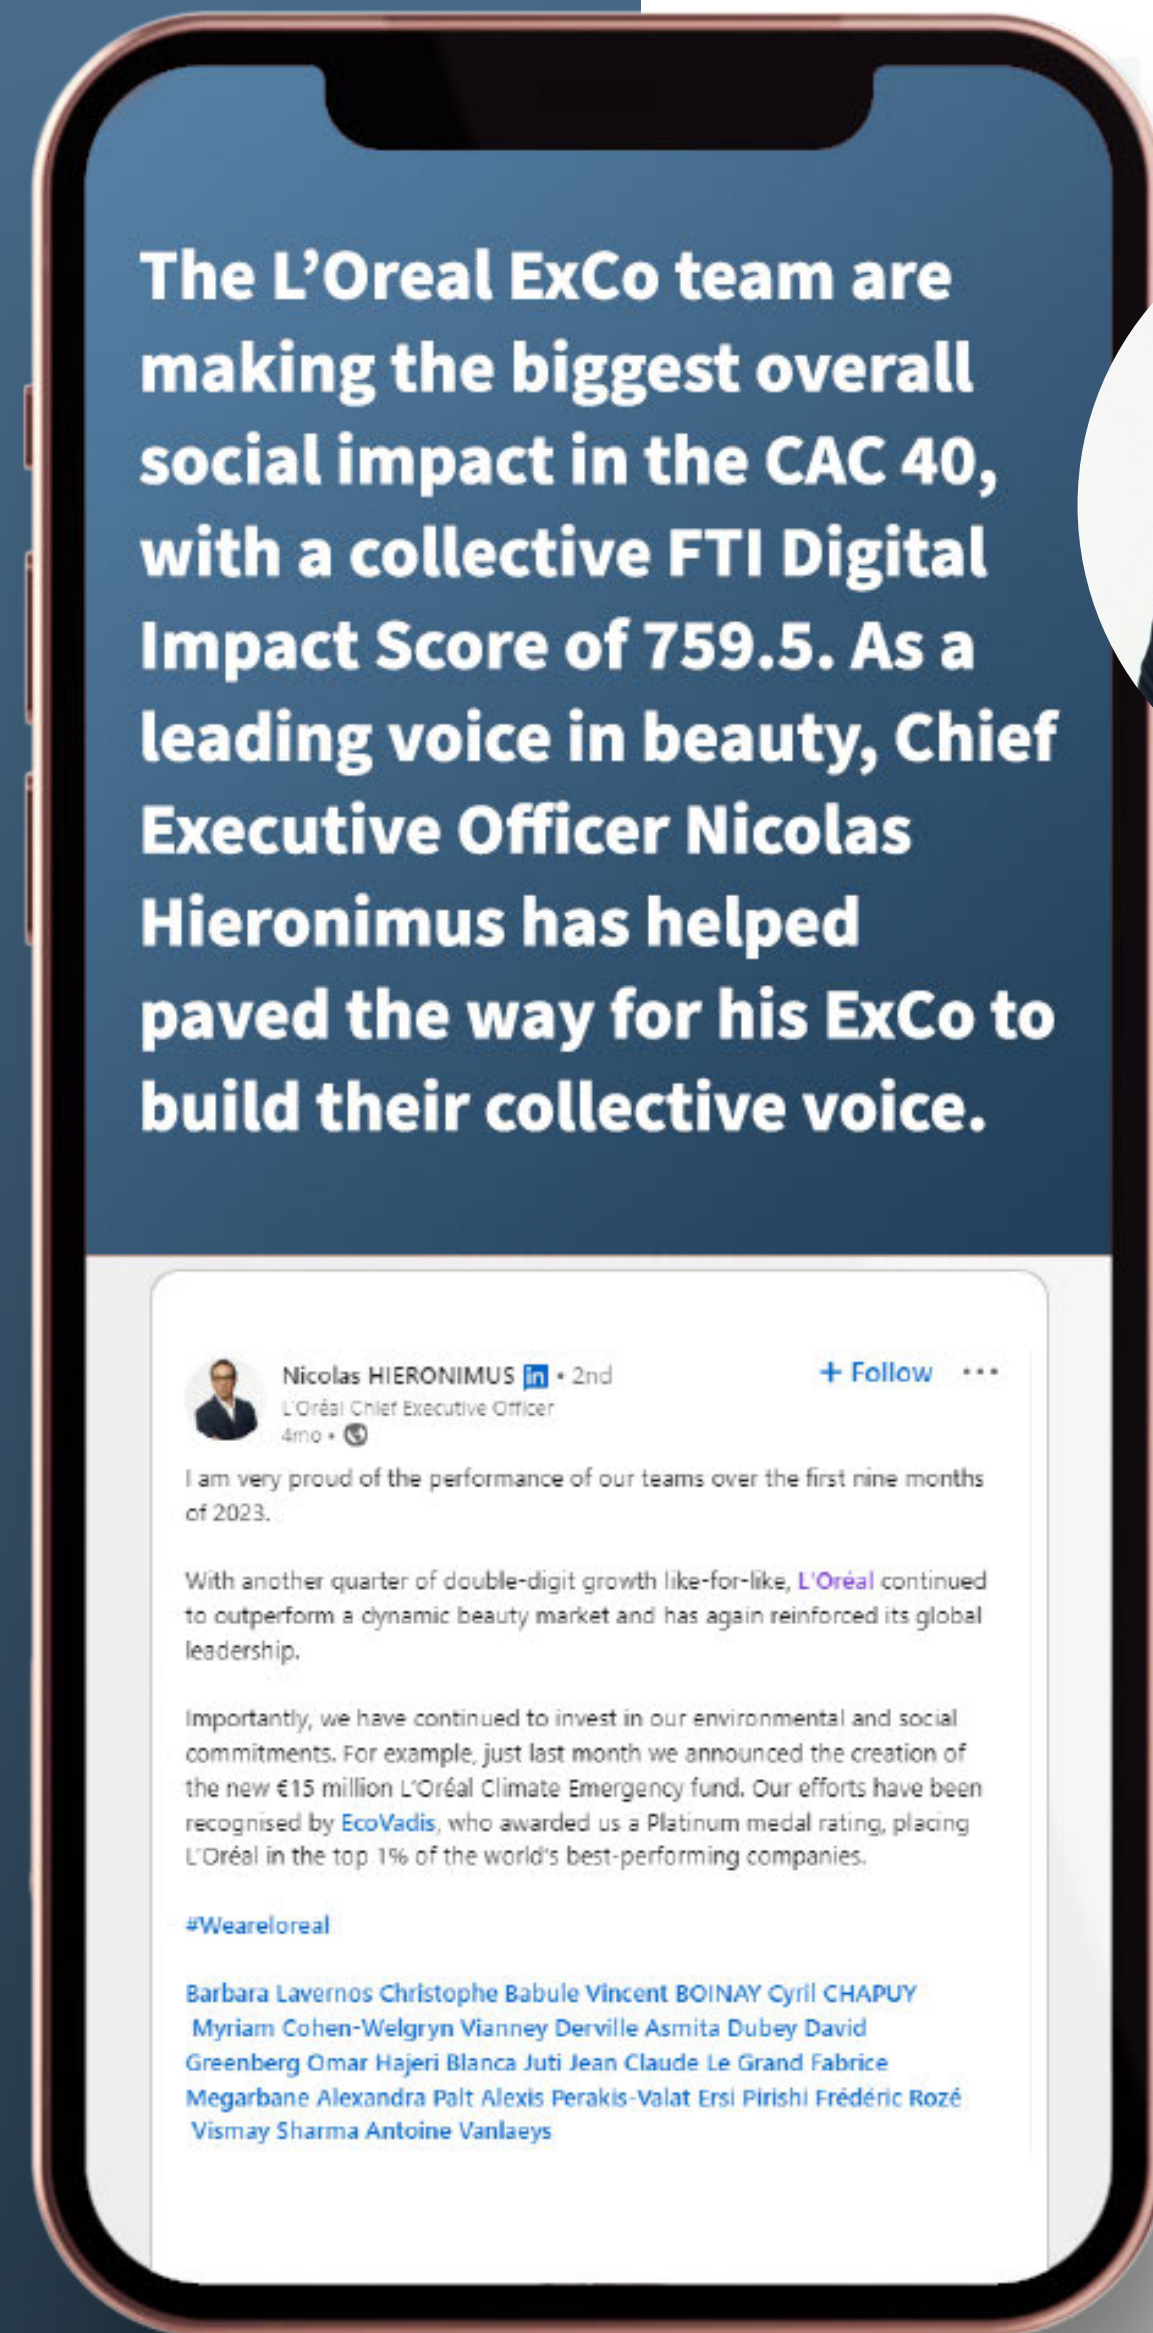 The L’Oreal ExCo team are
making the biggest overall
social impact in the CAC 40,
with a collective FTI Digital
Impact Score of 759.5. As a
leading voice in beauty, Chief
Executive Officer Nicolas
Hieronimus has helped
paved the way for his ExCo to
build their collective voice.
Nicolas HIERONIMUS in • 2nd
+ Follow •••
L'Oréal Chief Executive Officer
4mo •
I am very proud of the performance of our teams over the first nine months
of 2023.
With another quarter of double-digit growth like-for-like, L'Oréal continued
to outperform a dynamic beauty market and has again reinforced its global
leadership.
Importantly, we have continued to invest in our environmental and social
commitments. For example, just last month we announced the creation of
the new €15 million L'Oréal Climate Emergency fund. Our efforts have been
recognised by EcoVadis, who awarded us a Platinum medal rating, placing
L'Oréal in the top 1% of the world's best-performing companies.
#Weareloreal
Barbara Lavernos Christophe Babule Vincent BOINAY Cyril CHAPUY
Myriam Cohen-Welgryn Vianney Derville Asmita Dubey David
Greenberg Omar Hajeri Blanca Juti Jean Claude Le Grand Fabrice
Megarbane Alexandra Palt Alexis Perakis-Valat Ersi Pirishi Frédéric Rozé
Vismay Sharma Antoine Vanlaeys